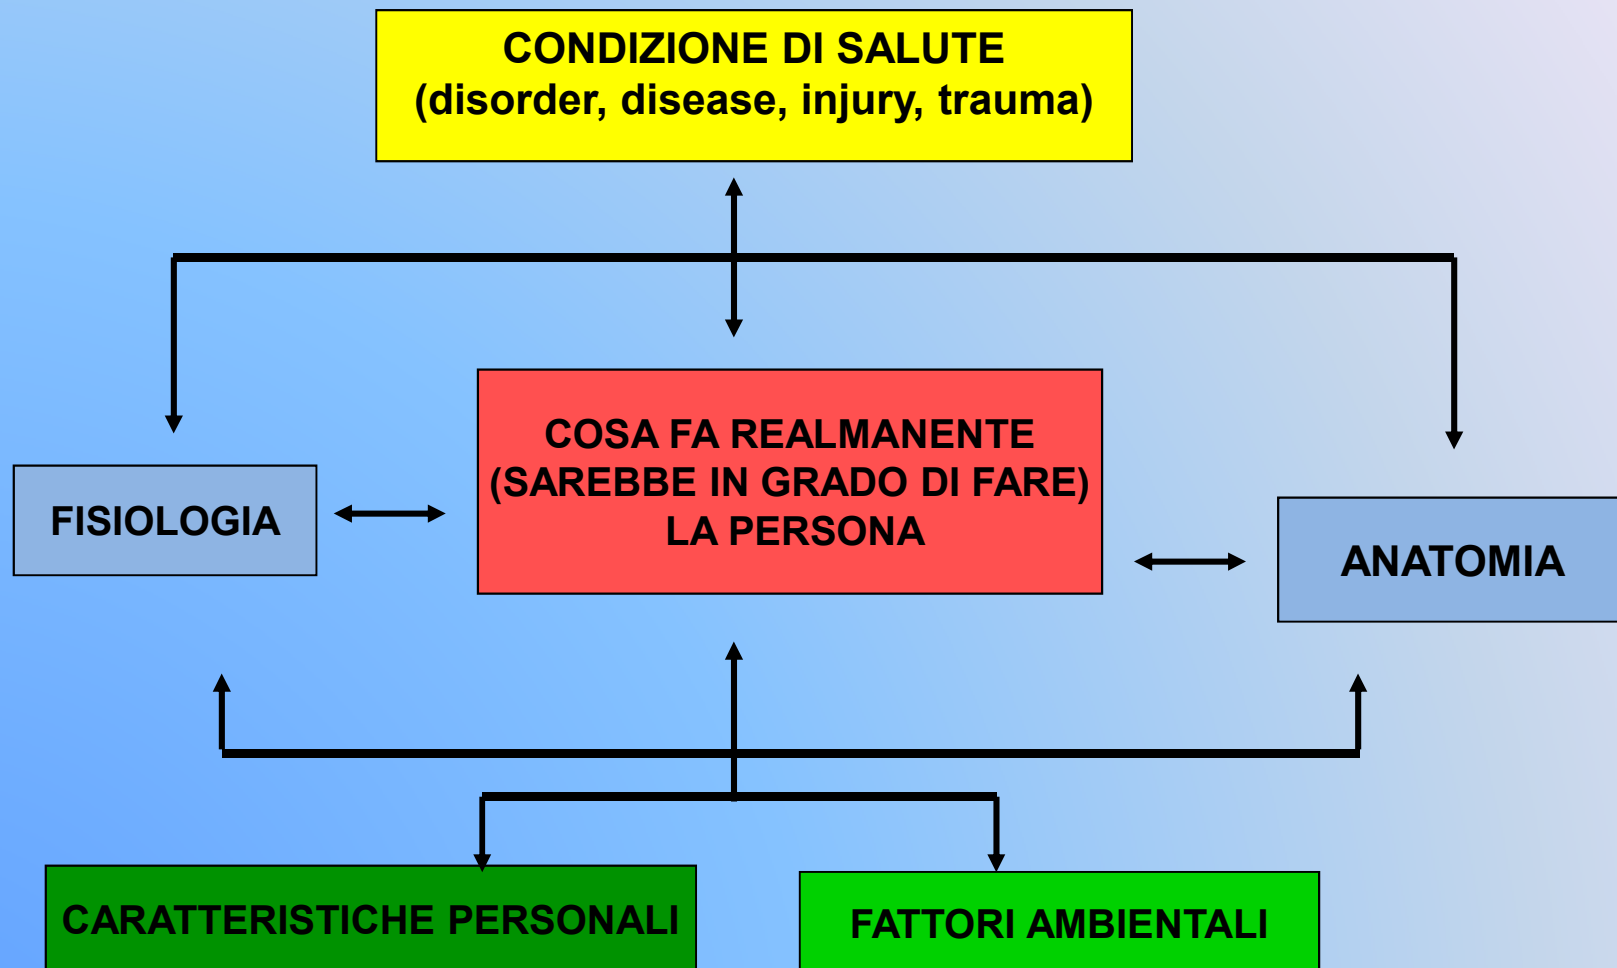 CONDIZIONE DI SALUTE
(disorder, disease, injury, trauma)
COSA FA REALMANENTE
(SAREBBE IN GRADO DI FARE)
LA PERSONA
FISIOLOGIA
ANATOMIA
CARATTERISTICHE PERSONALI
FATTORI AMBIENTALI